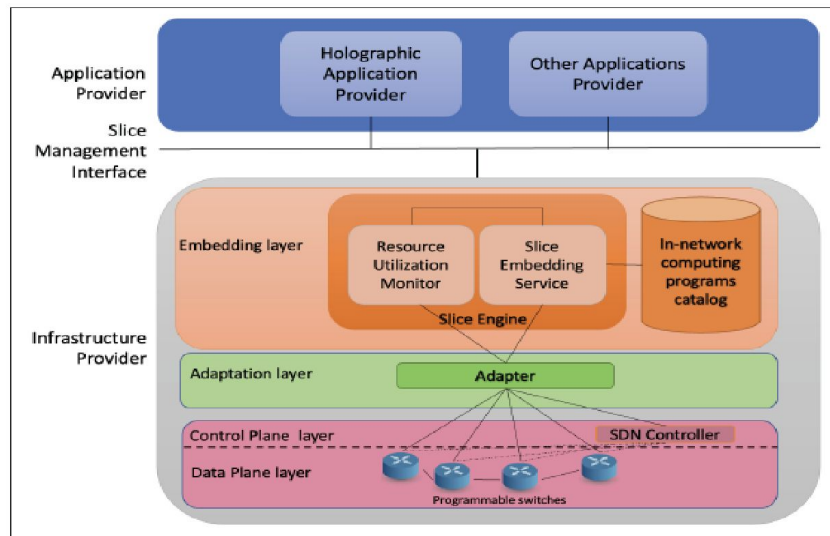 Application
Provider
Holographic
Application
Provider
Other Applications
Provider
Slice
Management
Interface
Embedding layer
Resource
Utilization
Monitor
Slice
Embedding
Service
Slice Engine
In-network
computing
programs
catalog
Infrastructure
Provider
Adaptation layer
Adapter
Control Plane layer
SDN Controller
Data Plane layer
Programmable switches